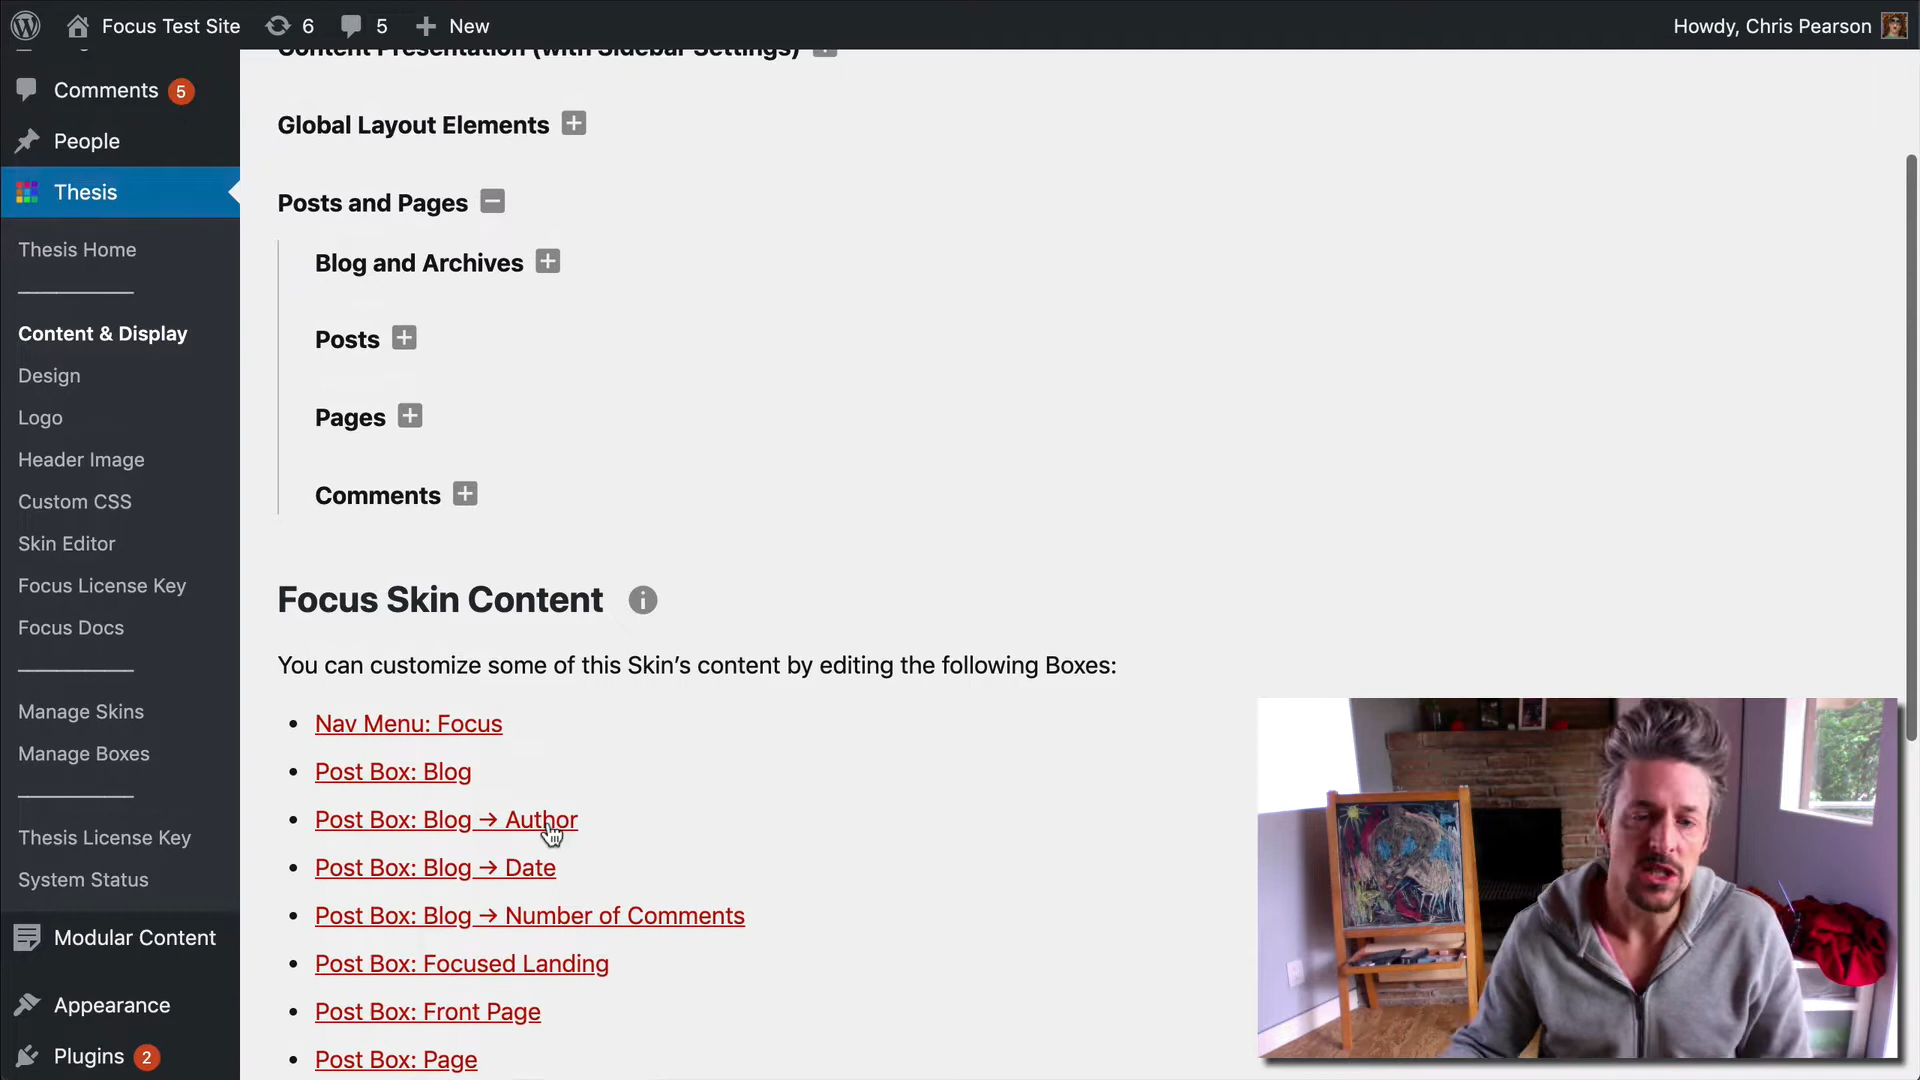 Focus Test Site
6
5
New
Howdy, Chris Pearson
Comments 5
People
Thesis
Thesis Home
Content & Display
Design
Logo
Header Image
Custom CSS
Skin Editor
Focus License Key
Focus Docs
Manage Skins
Manage Boxes
Thesis License Key
System Status
Modular Content
Appearance
Plugins 2
Content Presentation (with Sidebar Settings)
Global Layout Elements
Posts and Pages
Blog and Archives
Posts
Pages
Comments
Focus Skin Content
You can customize some of this Skin’s content by editing the following Boxes:
• Nav Menu: Focus
• Post Box: Blog
• Post Box: Blog → Author
• Post Box: Blog → Date
• Post Box: Blog → Number of Comments
• Post Box: Focused Landing
• Post Box: Front Page
• Post Box: Page